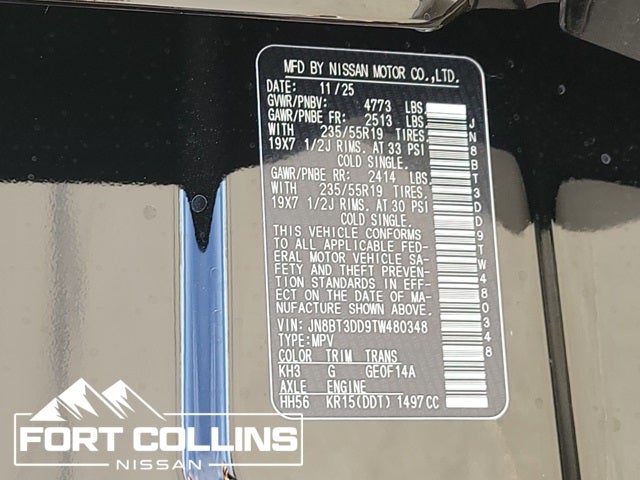 MFD BY NISSAN MOTOR CO.,LTD.
DATE: 11/25
GVWR/PNBV: 4773 LBS
GAWR/PNBE FR: 2513 LBS
WITH 235/55R19 TIRES,
19X7 1/2J RIMS, AT 33 PSI
COLD SINGLE.
GAWR/PNBE RR: 2414 LBS
WITH 235/55R19 TIRES,
19X7 1/2J RIMS, AT 30 PSI
COLD SINGLE.
THIS VEHICLE CONFORMS
TO ALL APPLICABLE FED-
ERAL MOTOR VEHICLE SA-
FETY AND THEFT PREVEN-
TION STANDARDS IN EFF-
ECT ON THE DATE OF MA-
NUFACTURE SHOWN ABOVE.
VIN: JN8BT3DD9TW480348
TYPE:MPV
COLOR TRIM TRANS
KH3 G GEOF14A
AXLE ENGINE
HH56 KR15(DDT) 1497CC
JN8BT3DD9TW480348
FORT COLLINS
NISSAN